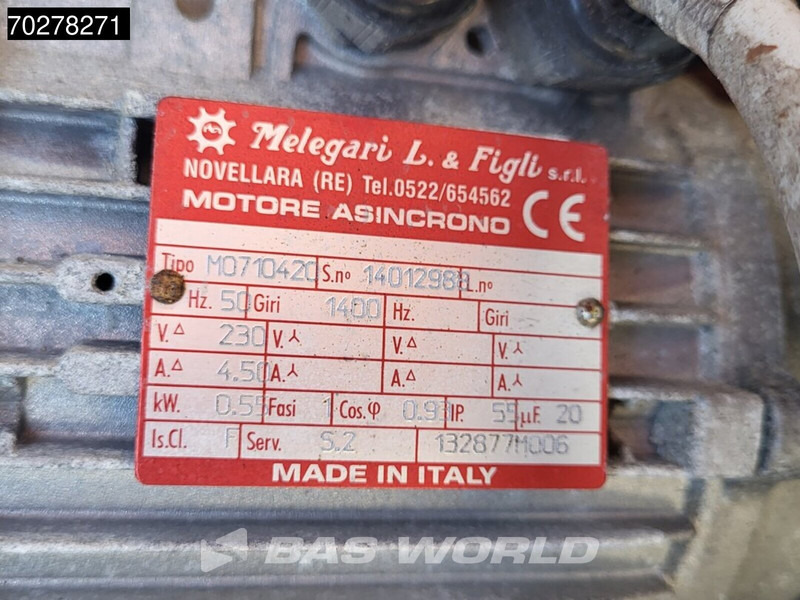 70278271
Melegari L. & Figli s.r.l.
NOVELLARA (RE) Tel.0522/654562
MOTORE ASINCRONO CE
Tipo M0710420 S.nº 14012988 L.nº
Hz. 50 Giri 1400 Hz. Giri
V.△ 230 V.⅄ V.△ V.⅄
A.△ 4.50 A.⅄ A.△ A.⅄
kW. 0.55 Fasi 1 Cos.φ 0.93 IP. 55 µF. 20
Is.Cl. F Serv. S.2 132877M006
MADE IN ITALY
BAS WORLD